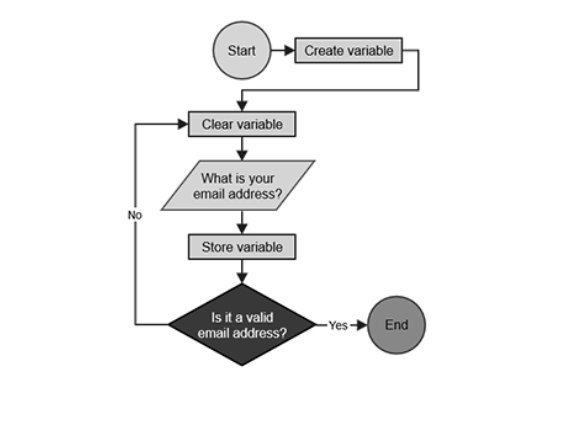 Start
Create variable
Clear variable
What is your
email address?
No
Store variable
Is it a valid
email address?
Yes
End